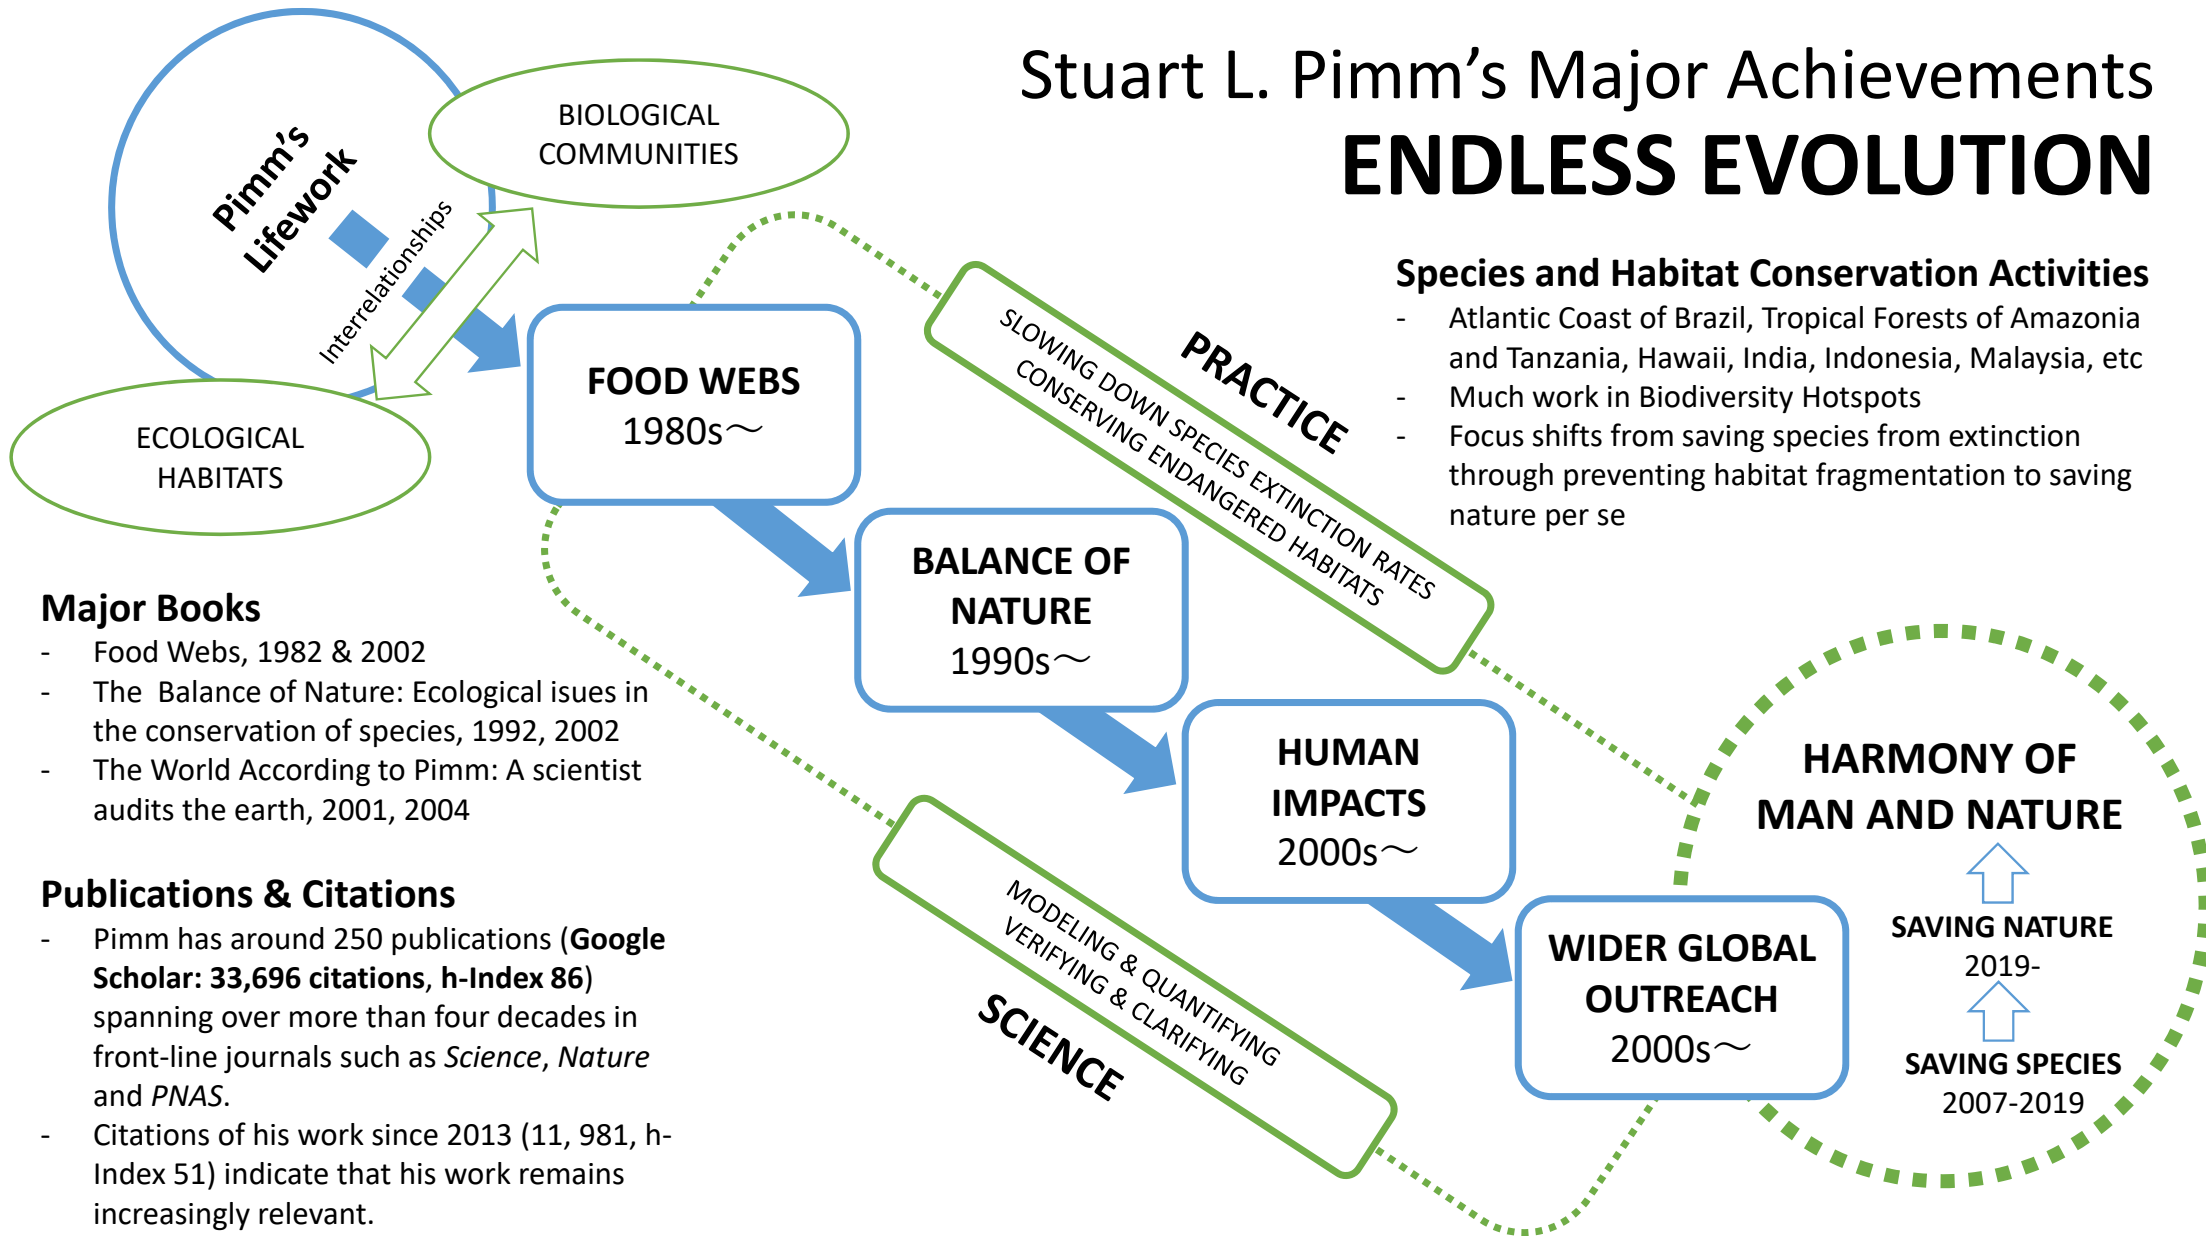 Stuart L. Pimm’s Major Achievements
ENDLESS EVOLUTION
Pimm’s
Lifework
BIOLOGICAL
COMMUNITIES
Interrelationships
ECOLOGICAL
HABITATS
FOOD WEBS
1980s～
BALANCE OF
NATURE
1990s～
HUMAN
IMPACTS
2000s～
WIDER GLOBAL
OUTREACH
2000s～
PRACTICE
SLOWING DOWN SPECIES EXTINCTION RATES
CONSERVING ENDANGERED HABITATS
MODELING & QUANTIFYING
VERIFYING & CLARIFYING
SCIENCE
Species and Habitat Conservation Activities
- Atlantic Coast of Brazil, Tropical Forests of Amazonia
and Tanzania, Hawaii, India, Indonesia, Malaysia, etc
- Much work in Biodiversity Hotspots
- Focus shifts from saving species from extinction
through preventing habitat fragmentation to saving
nature per se
Major Books
- Food Webs, 1982 & 2002
- The Balance of Nature: Ecological isues in
the conservation of species, 1992, 2002
- The World According to Pimm: A scientist
audits the earth, 2001, 2004
Publications & Citations
- Pimm has around 250 publications (Google
Scholar: 33,696 citations, h-Index 86)
spanning over more than four decades in
front-line journals such as Science, Nature
and PNAS.
- Citations of his work since 2013 (11, 981, h-
Index 51) indicate that his work remains
increasingly relevant.
HARMONY OF
MAN AND NATURE
SAVING NATURE
2019-
SAVING SPECIES
2007-2019